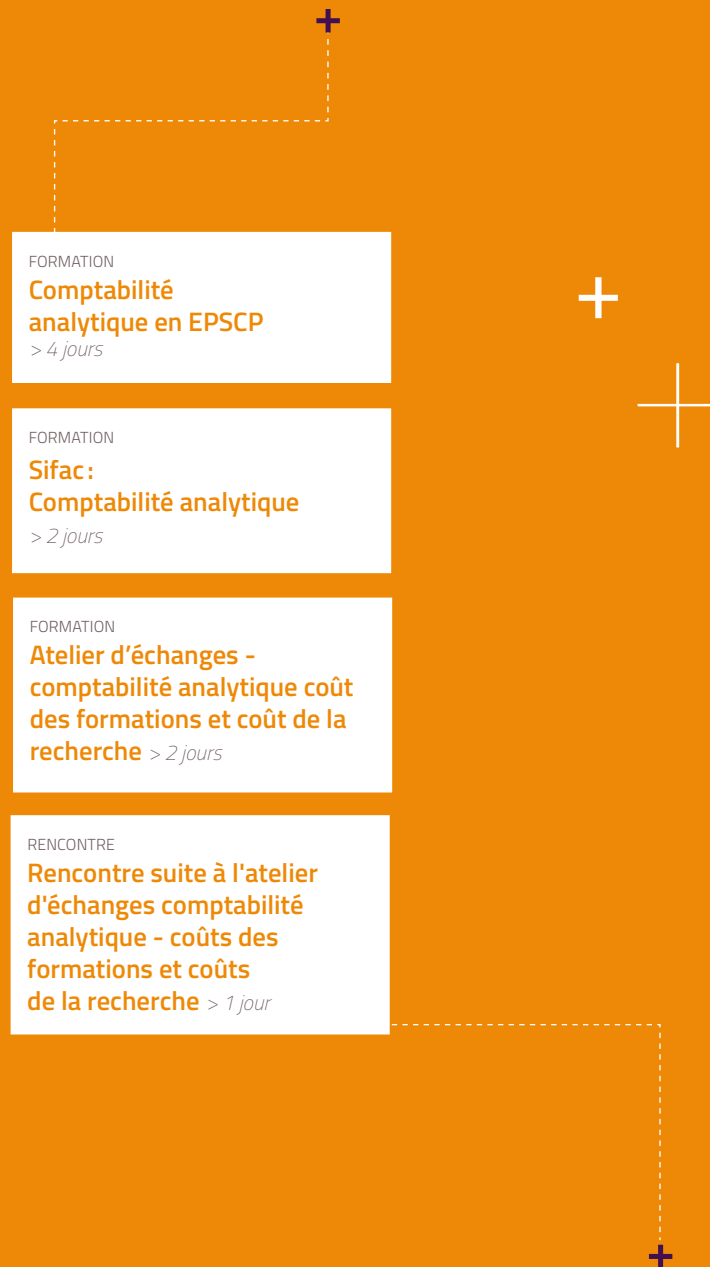 FORMATION
Comptabilité
analytique en EPSCP
> 4 jours
FORMATION
Sifac :
Comptabilité analytique
> 2 jours
FORMATION
Atelier d’échanges -
comptabilité analytique coût
des formations et coût de la
recherche > 2 jours
RENCONTRE
Rencontre suite à l'atelier
d'échanges comptabilité
analytique - coûts des
formations et coûts
de la recherche > 1 jour